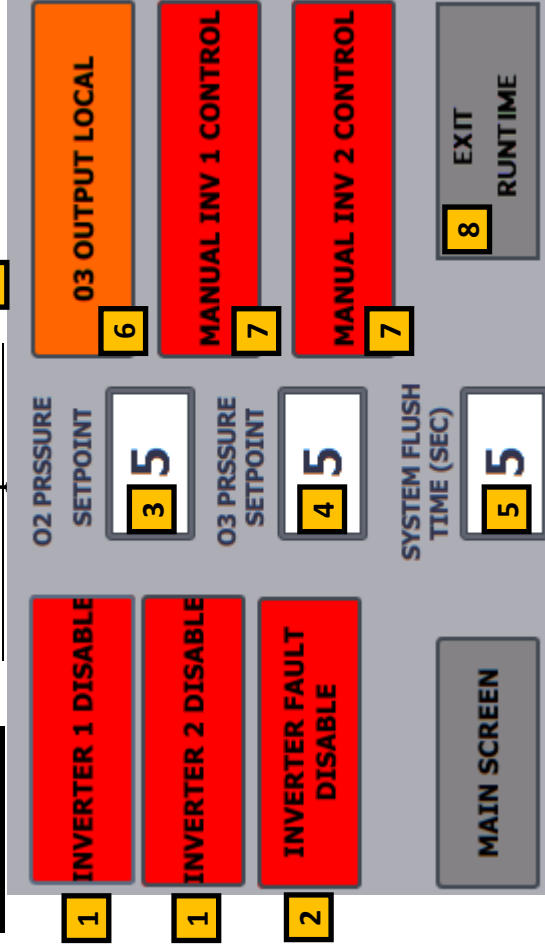 1
INVERTER 1 DISABLE
1
INVERTER 2 DISABLE
2
INVERTER FAULT
DISABLE
MAIN SCREEN
O2 PRSSURE
SETPOINT
3
5
O3 PRSSURE
SETPOINT
4
5
SYSTEM FLUSH
TIME (SEC)
5
5
6
03 OUTPUT LOCAL
7
MANUAL INV 1 CONTROL
7
MANUAL INV 2 CONTROL
8
EXIT
RUNTIME